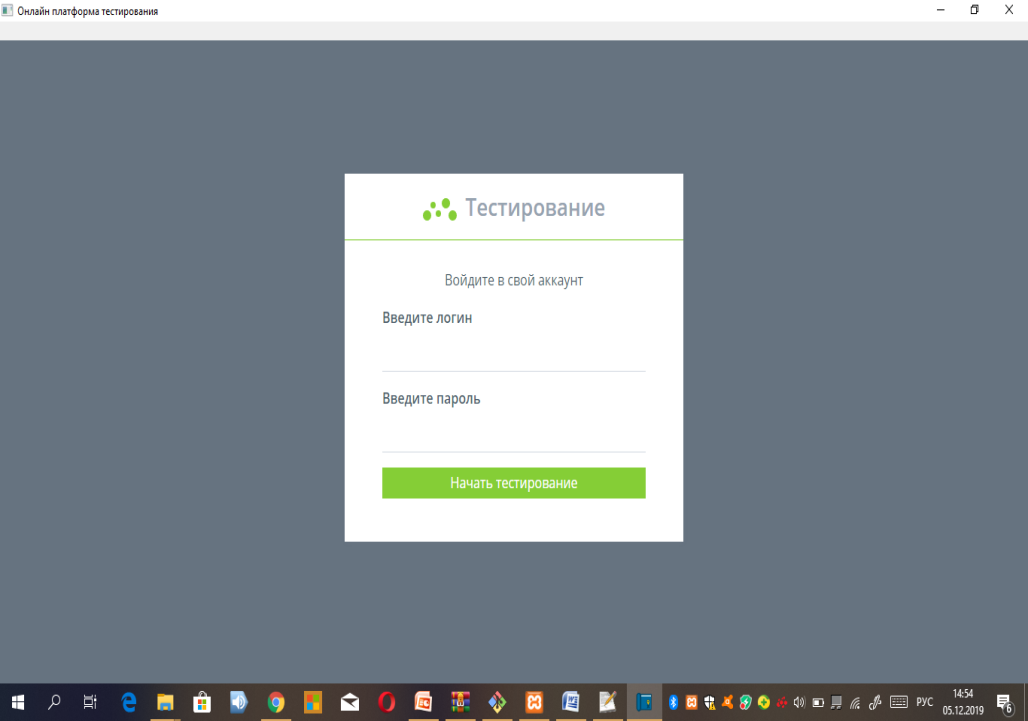 Онлайн платформа тестирования
Тестирование
Войдите в свой аккаунт
Введите логин
Введите пароль
Начать тестирование
РУС
14:54
05.12.2019
6